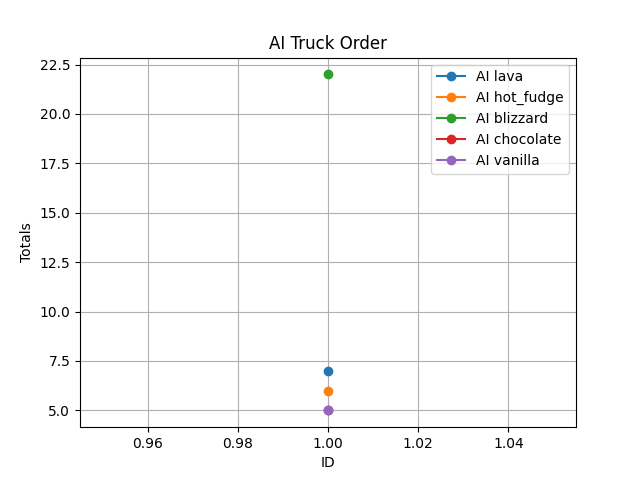 AI Truck Order
22.5
20.0
17.5
15.0
12.5
10.0
7.5
5.0
Totals
AI lava
AI hot_fudge
AI blizzard
AI chocolate
AI vanilla
0.96 0.98 1.00 1.02 1.04
ID